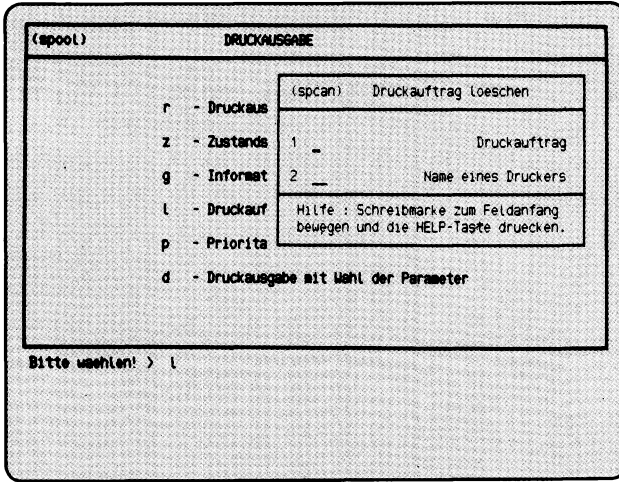 (spool) DRUCKAUSGABE
(spcan) Druckauftrag loeschen
r - Druckaus
z - Zustands
1 _ Druckauftrag
g - Informat
2 __ Name eines Druckers
l - Druckauf
Hilfe : Schreibmarke zum Feldanfang
bewegen und die HELP-Taste druecken.
p - Priorita
d - Druckausgabe mit Wahl der Parameter
Bitte waehlen! > l